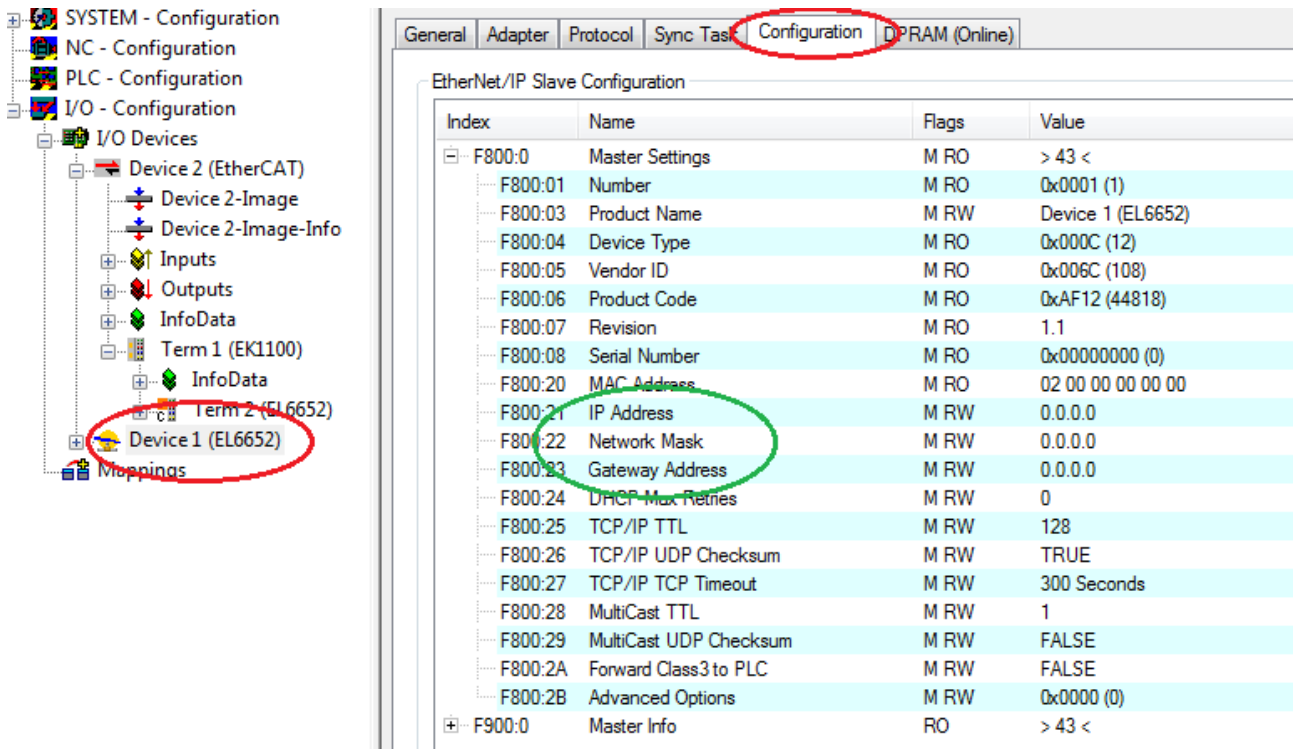 SYSTEM - Configuration
NC - Configuration
PLC - Configuration
I/O - Configuration
I/O Devices
Device 2 (EtherCAT)
Device 2-Image
Device 2-Image-Info
Inputs
Outputs
InfoData
Term 1 (EK1100)
InfoData
Term 2 (EL6652)
Device 1 (EL6652)
Mappings
General Adapter Protocol Sync Task Configuration DPRAM (Online)
EtherNet/IP Slave Configuration
Index Name Flags Value
F800:0 Master Settings M RO > 43 <
F800:01 Number M RO 0x0001 (1)
F800:03 Product Name M RW Device 1 (EL6652)
F800:04 Device Type M RO 0x000C (12)
F800:05 Vendor ID M RO 0x006C (108)
F800:06 Product Code M RO 0xAF12 (44818)
F800:07 Revision M RO 1.1
F800:08 Serial Number M RO 0x00000000 (0)
F800:20 MAC Address M RO 02 00 00 00 00 00
F800:21 IP Address M RW 0.0.0.0
F800:22 Network Mask M RW 0.0.0.0
F800:23 Gateway Address M RW 0.0.0.0
F800:24 DHCP Max Retries M RW 0
F800:25 TCP/IP TTL M RW 128
F800:26 TCP/IP UDP Checksum M RW TRUE
F800:27 TCP/IP TCP Timeout M RW 300 Seconds
F800:28 MultiCast TTL M RW 1
F800:29 MultiCast UDP Checksum M RW FALSE
F800:2A Forward Class3 to PLC M RW FALSE
F800:2B Advanced Options M RW 0x0000 (0)
F900:0 Master Info RO > 43 <